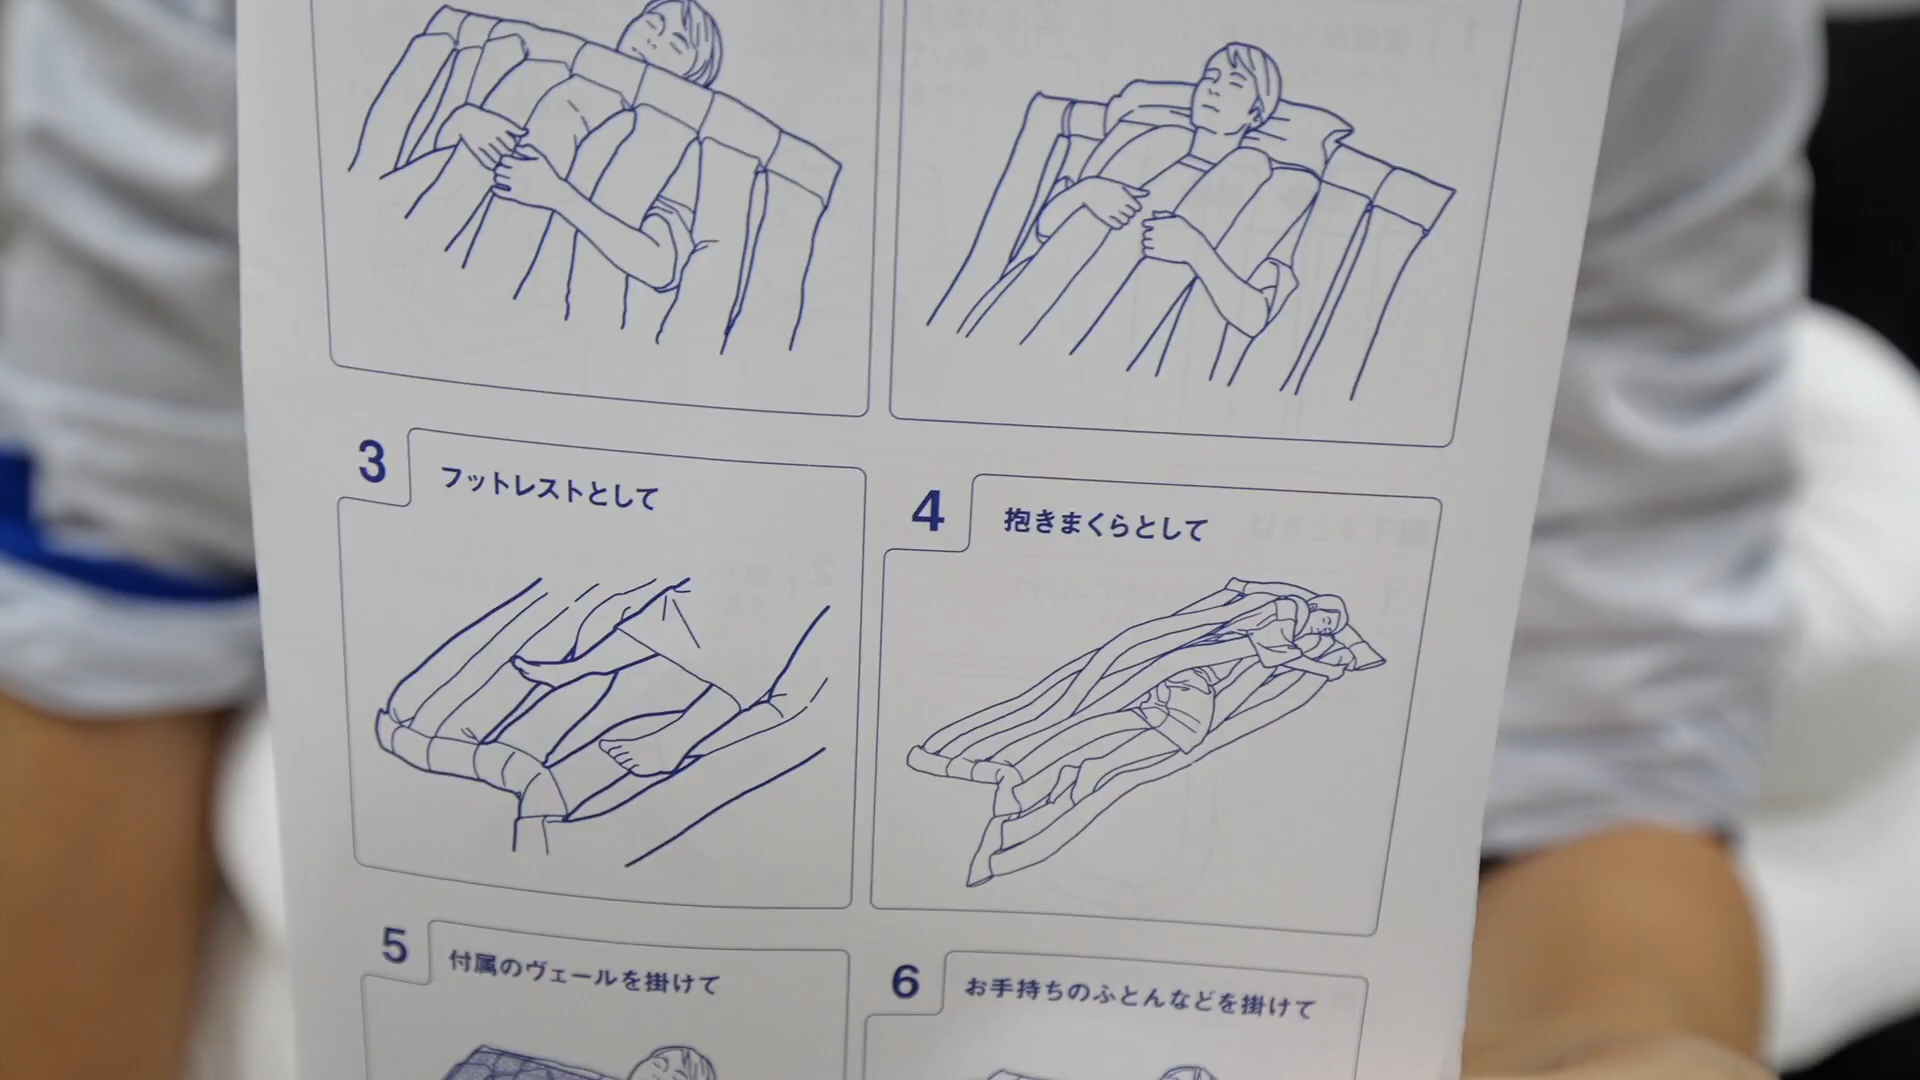 3 フットレストとして
4 抱きまくらとして
5 付属のヴェールを掛けて
6 お手持ちのふとんなどを掛けて